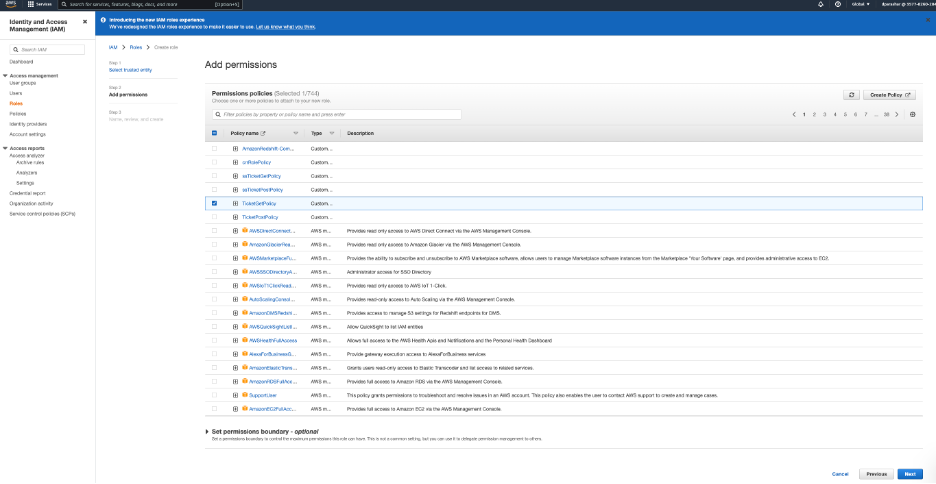 aws
Services
Search for services, features, blogs, docs, and more
[Option+S]
Global
Introducing the new IAM roles experience
We've redesigned the IAM roles experience to make it easier to use. Let us know what you think.
Identity and Access
Management (IAM)
Search IAM
Dashboard
Access management
User groups
Users
Roles
Policies
Identity providers
Account settings
Access reports
Access analyzer
Archive rules
Analyzers
Settings
Credential report
Organization activity
Service control policies (SCPs)
IAM > Roles > Create role
Step 1
Select trusted entity
Step 2
Add permissions
Step 3
Name, review, and create
Add permissions
Permissions policies (Selected 1/744)
Choose one or more policies to attach to your new role.
Create Policy
Filter policies by property or policy name and press enter
1 2 3 4 5 6 7 ... 38
Policy name Type Description
AmazonRedshift-Com... Custom...
cnRolePolicy Custom...
esTicketGetPolicy Custom...
esTicketPostPolicy Custom...
TicketGetPolicy Custom...
TicketPostPolicy Custom...
AWSDirectConnect... AWS m... Provides read only access to AWS Direct Connect via the AWS Management Console.
AmazonGlacierRea... AWS m... Provides read only access to Amazon Glacier via the AWS Management Console.
AWSMarketplaceFu... AWS m... Provides the ability to subscribe and unsubscribe to AWS Marketplace software, allows users to manage Marketplace software instances from the Marketplace 'Your Software' page, and provides administrative access to EC2.
AWSSSODirectoryA... AWS m... Administrator access for SSO Directory
AWSIoT1ClickRead... AWS m... Provides read only access to AWS IoT 1-Click.
AutoScalingConsol... AWS m... Provides read-only access to Auto Scaling via the AWS Management Console.
AmazonDMSRedshi... AWS m... Provides access to manage S3 settings for Redshift endpoints for DMS.
AWSQuickSightListI... AWS m... Allow QuickSight to list IAM entities
AWSHealthFullAccess AWS m... Allows full access to the AWS Health Apis and Notifications and the Personal Health Dashboard
AlexaForBusinessG... AWS m... Provide gateway execution access to AlexaForBusiness services
AmazonElasticTrans... AWS m... Grants users read-only access to Elastic Transcoder and list access to related services.
AmazonRDSFullAcc... AWS m... Provides full access to Amazon RDS via the AWS Management Console.
SupportUser AWS m... This policy grants permissions to troubleshoot and resolve issues in an AWS account. This policy also enables the user to contact AWS support to create and manage cases.
AmazonEC2FullAcc... AWS m... Provides full access to Amazon EC2 via the AWS Management Console.
Set permissions boundary - optional
Set a permissions boundary to control the maximum permissions this role can have. This is not a common setting, but you can use it to delegate permission management to others.
Cancel
Previous
Next